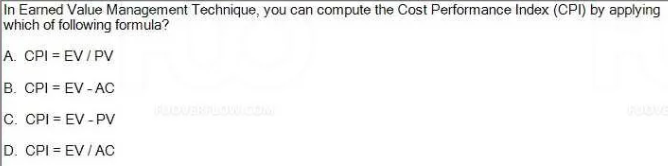 In Earned Value Management Technique, you can compute the Cost Performance Index (CPI) by applying
which of following formula?
A. CPI = EV / PV
B. CPI = EV - AC
C. CPI = EV - PV
D. CPI = EV / AC